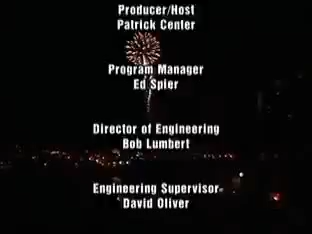 Producer/Host
Patrick Center
Program Manager
Ed Spier
Director of Engineering
Bob Lumbert
Engineering Supervisor
David Oliver